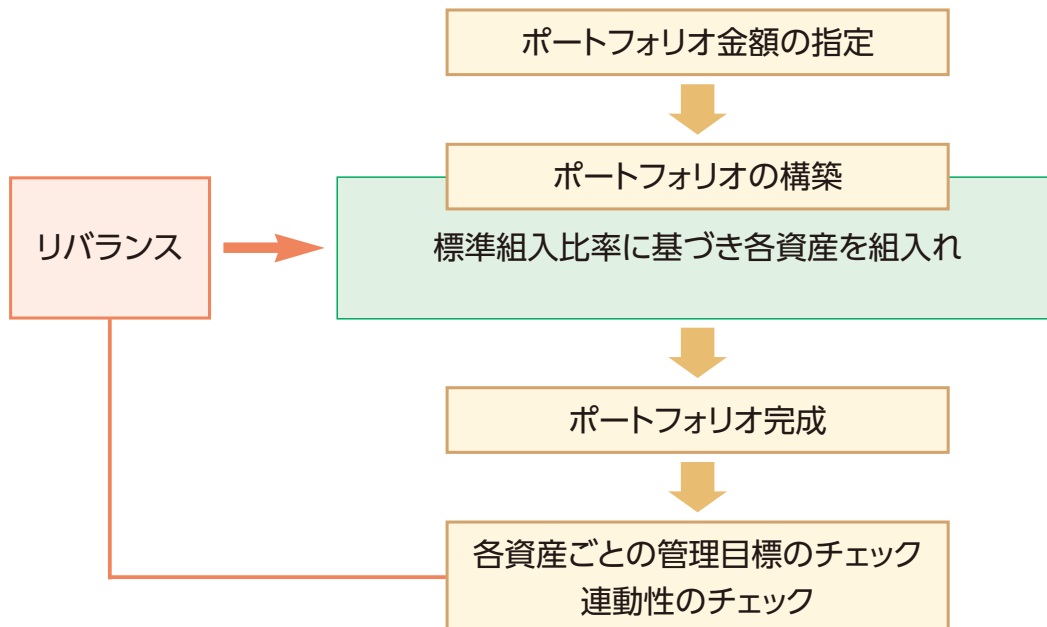 ポートフォリオ金額の指定
ポートフォリオの構築
リバランス
標準組入比率に基づき各資産を組入れ
ポートフォリオ完成
各資産ごとの管理目標のチェック
連動性のチェック